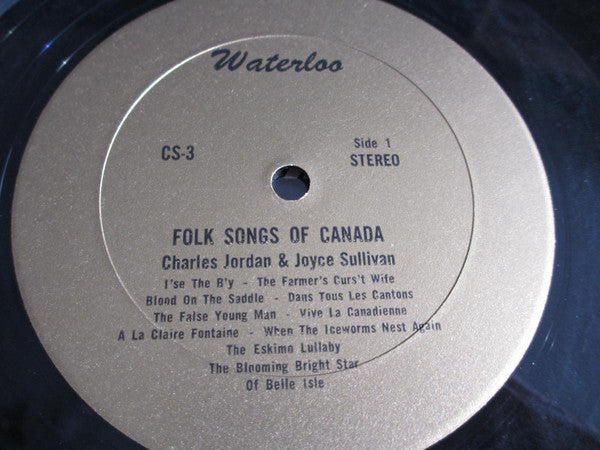 Waterloo
CS-3
Side 1
STEREO
FOLK SONGS OF CANADA
Charles Jordan & Joyce Sullivan
I'se The B'y - The Farmer's Curs't Wife
Blond On The Saddle - Dans Tous Les Cantons
The False Young Man - Vive La Canadienne
A La Claire Fontaine - When The Iceworms Nest Again
The Eskimo Lullaby
The Blooming Bright Star
Of Belle Isle